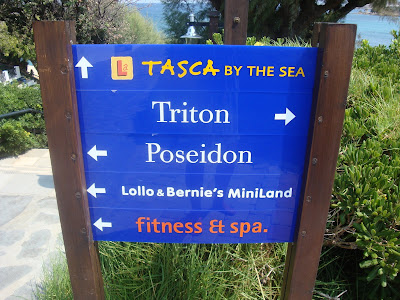 TASCA BY THE SEA
Triton
Poseidon
Lollo & Bernie's MiniLand
fitness & spa.